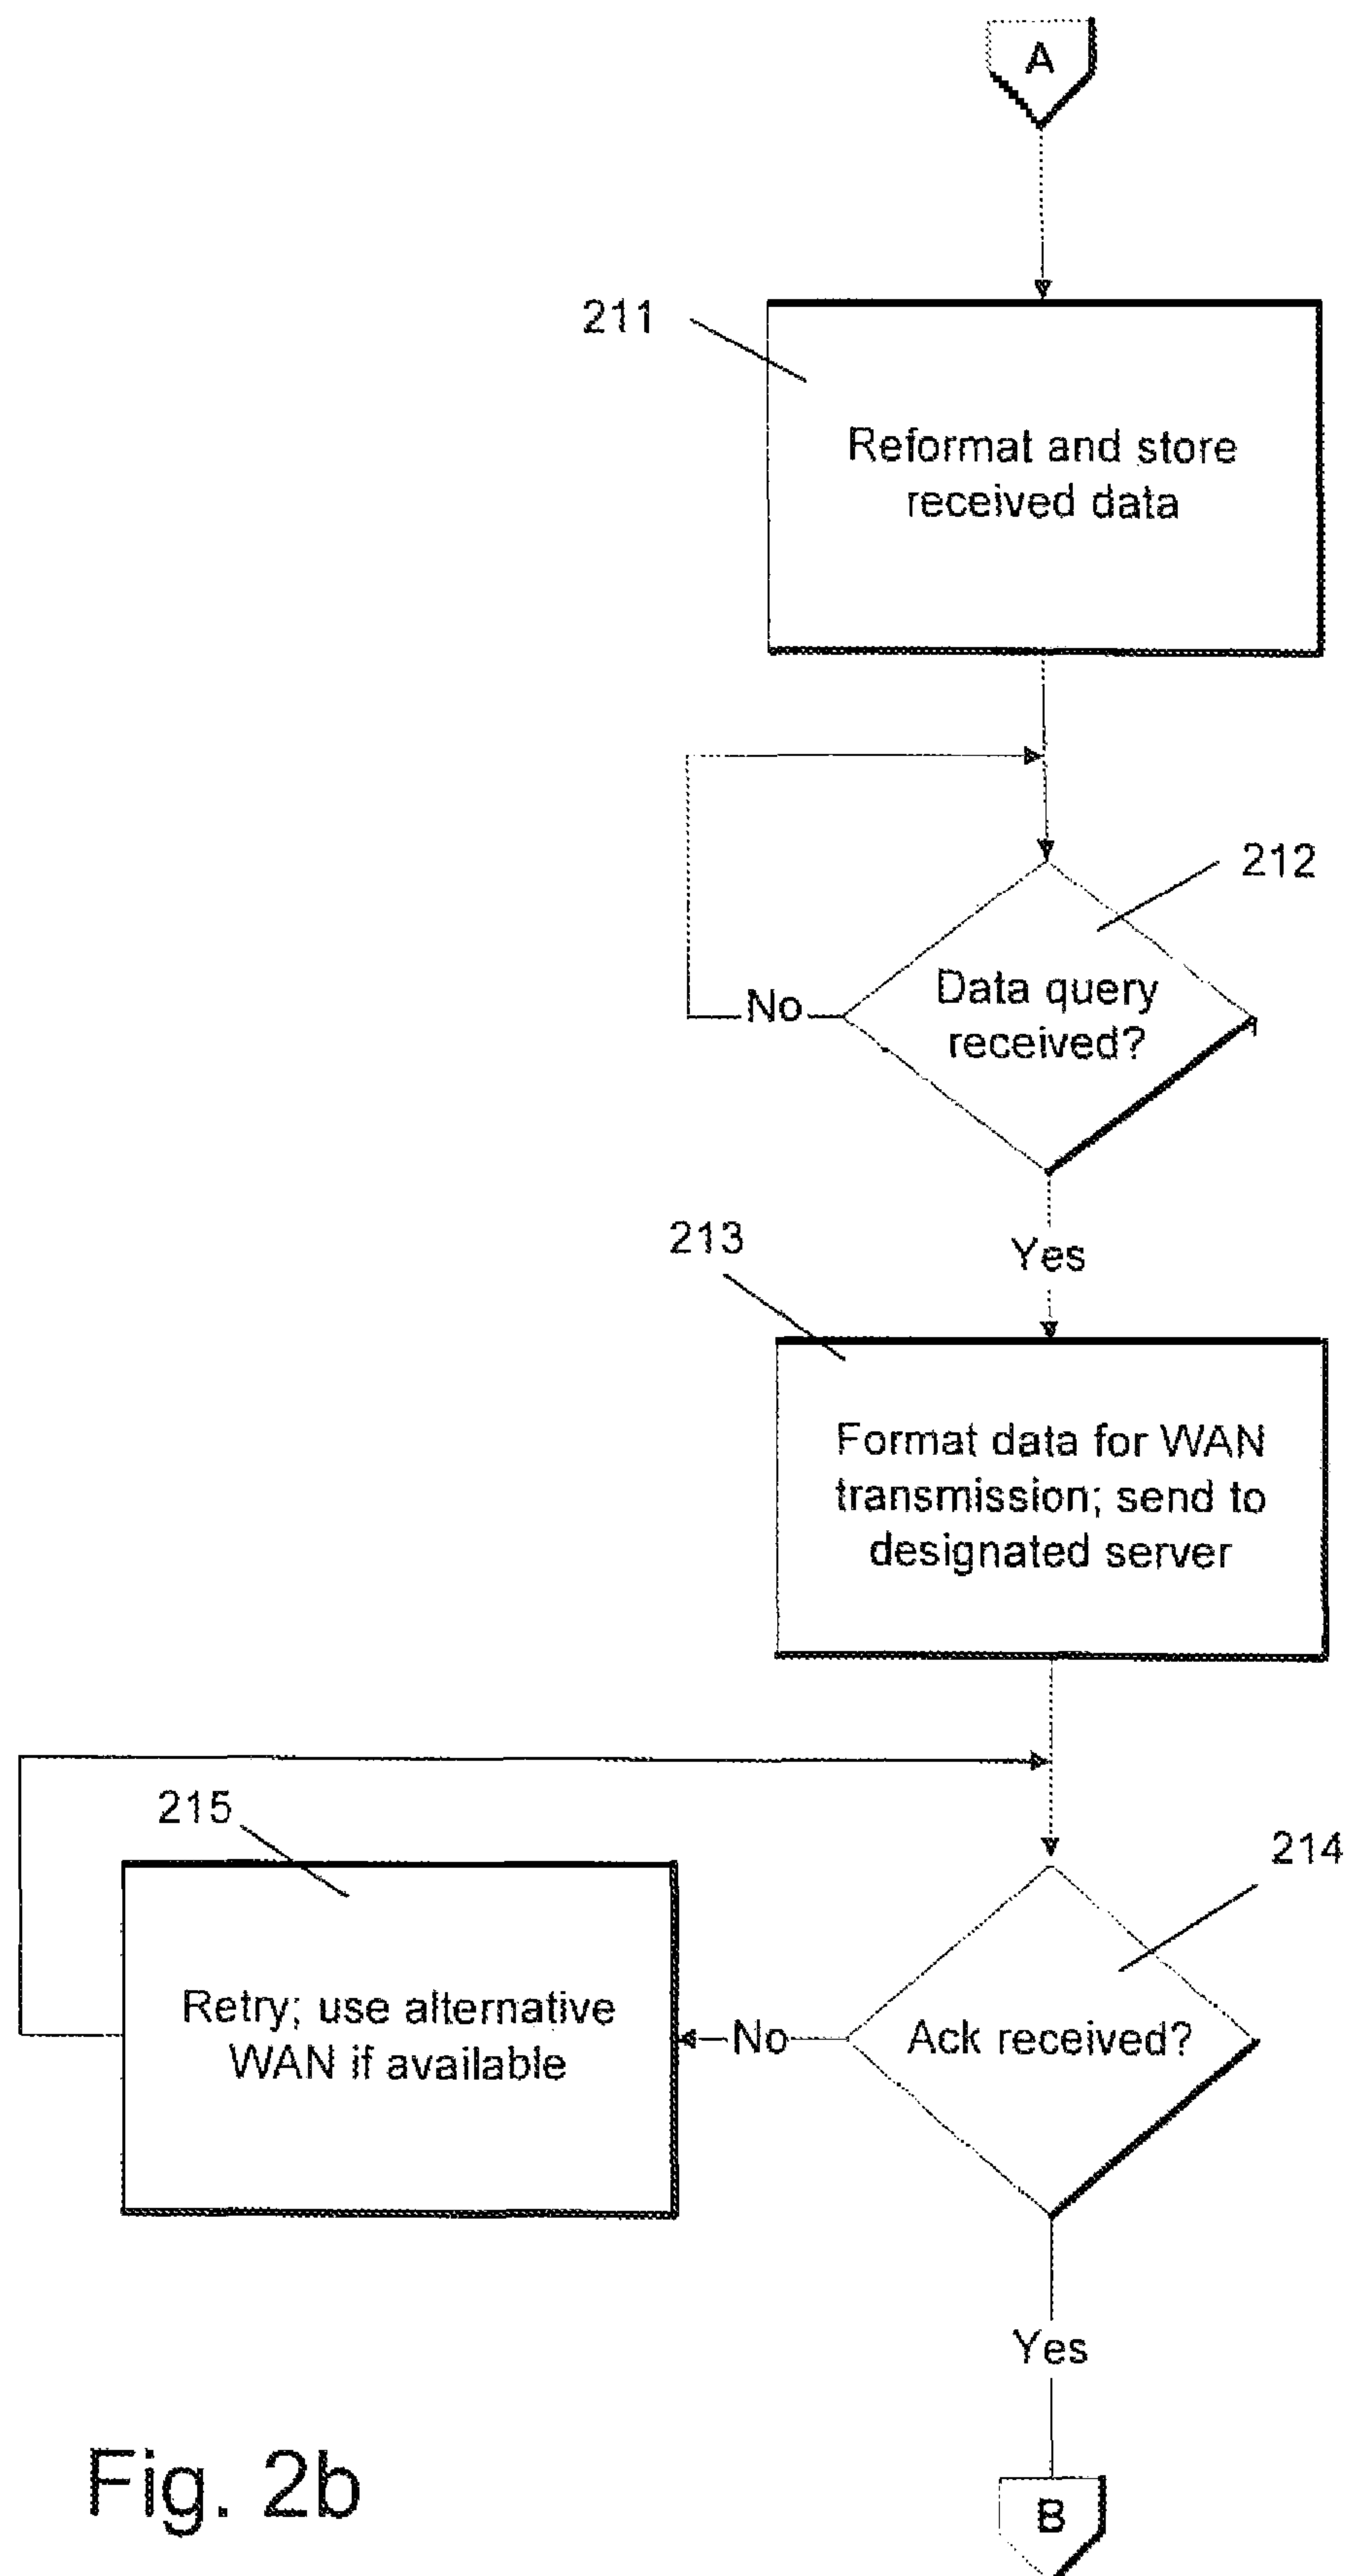 A
211
Reformat and store
received data
212
Data query
received?
No
Yes
213
Format data for WAN
transmission; send to
designated server
215
214
Retry; use alternative
WAN if available
No
Ack received?
Yes
Fig. 2b
B